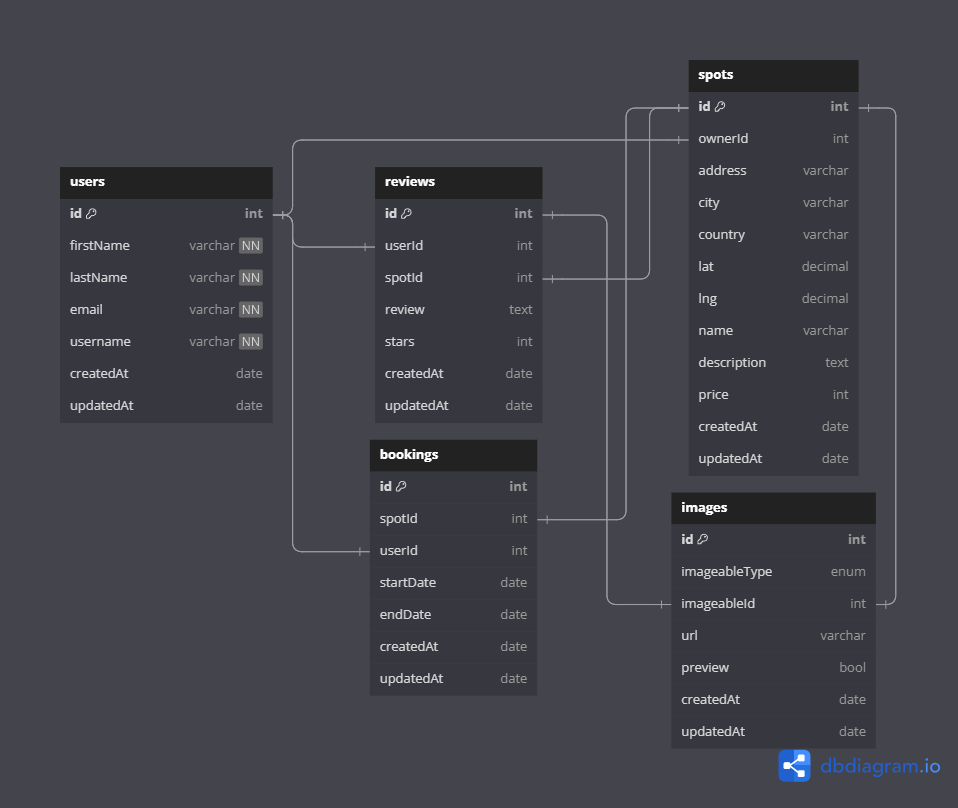 users
id int
firstName varchar NN
lastName varchar NN
email varchar NN
username varchar NN
createdAt date
updatedAt date
reviews
id int
userId int
spotId int
review text
stars int
createdAt date
updatedAt date
bookings
id int
spotId int
userId int
startDate date
endDate date
createdAt date
updatedAt date
spots
id int
ownerId int
address varchar
city varchar
country varchar
lat decimal
lng decimal
name varchar
description text
price int
createdAt date
updatedAt date
images
id int
imageableType enum
imageableId int
url varchar
preview bool
createdAt date
updatedAt date
dbdiagram.io